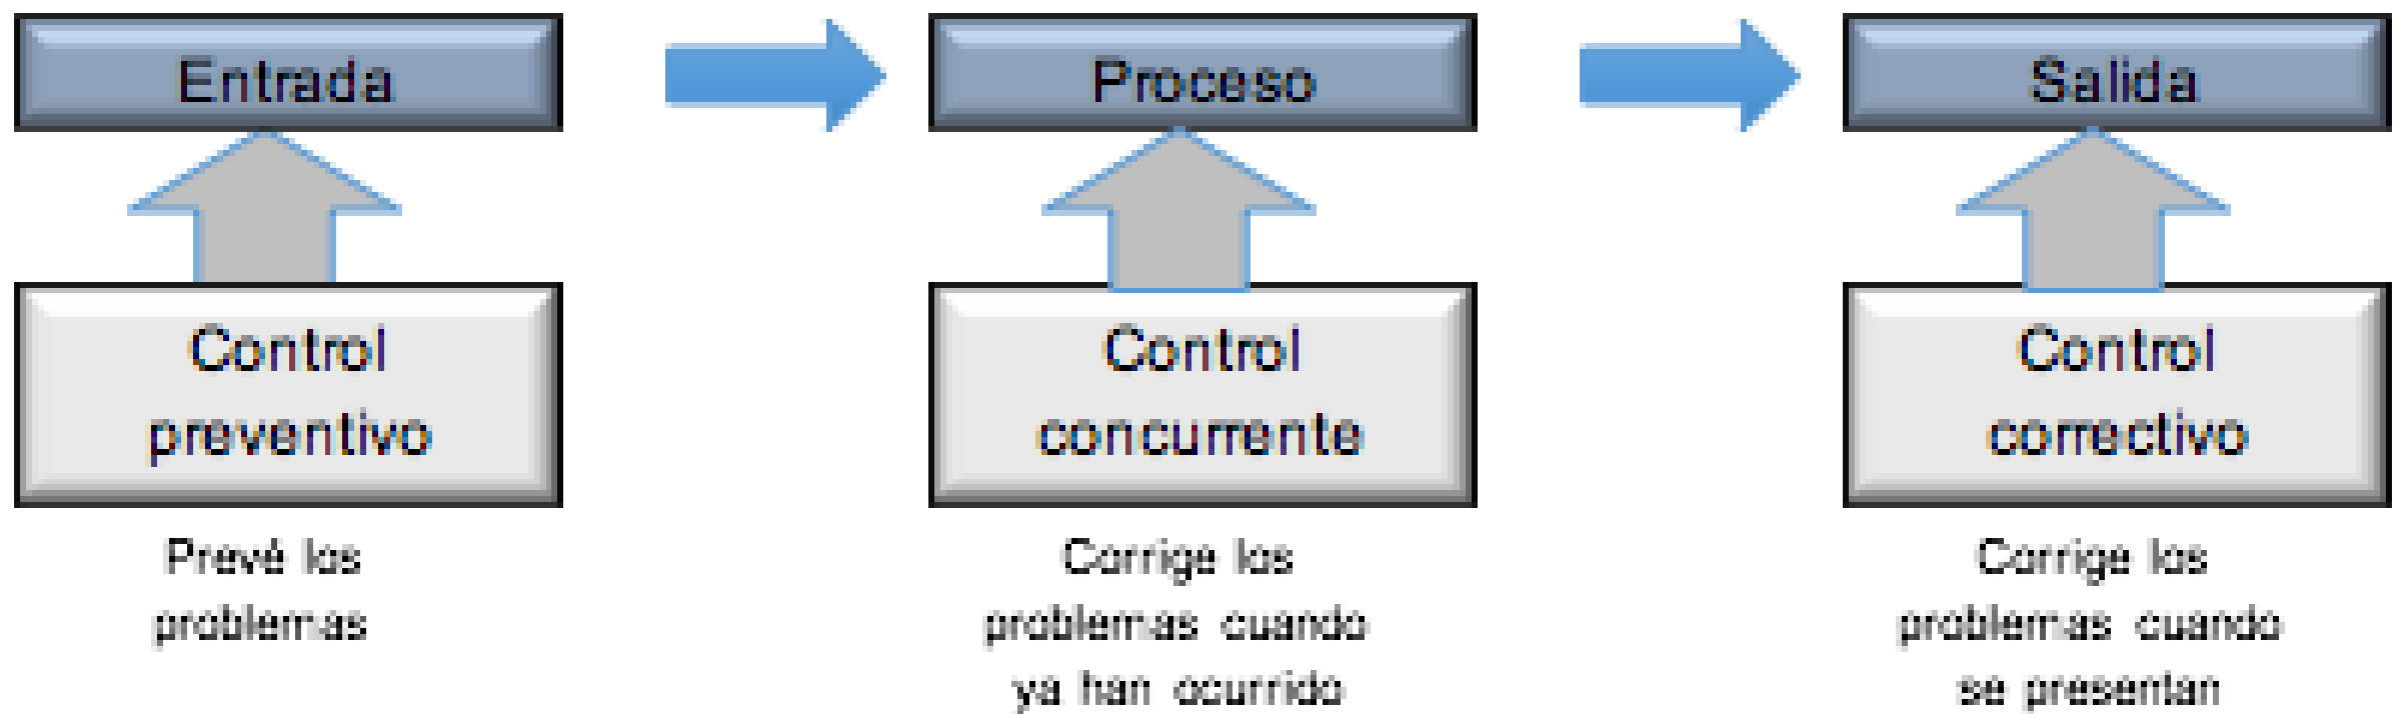 Entrada
Proceso
Salida
Control
preventivo
Control
concurrente
Control
correctivo
Prevé los
problemas
Corrige los
problemas cuando
ya han ocurrido
Corrige los
problemas cuando
se presentan